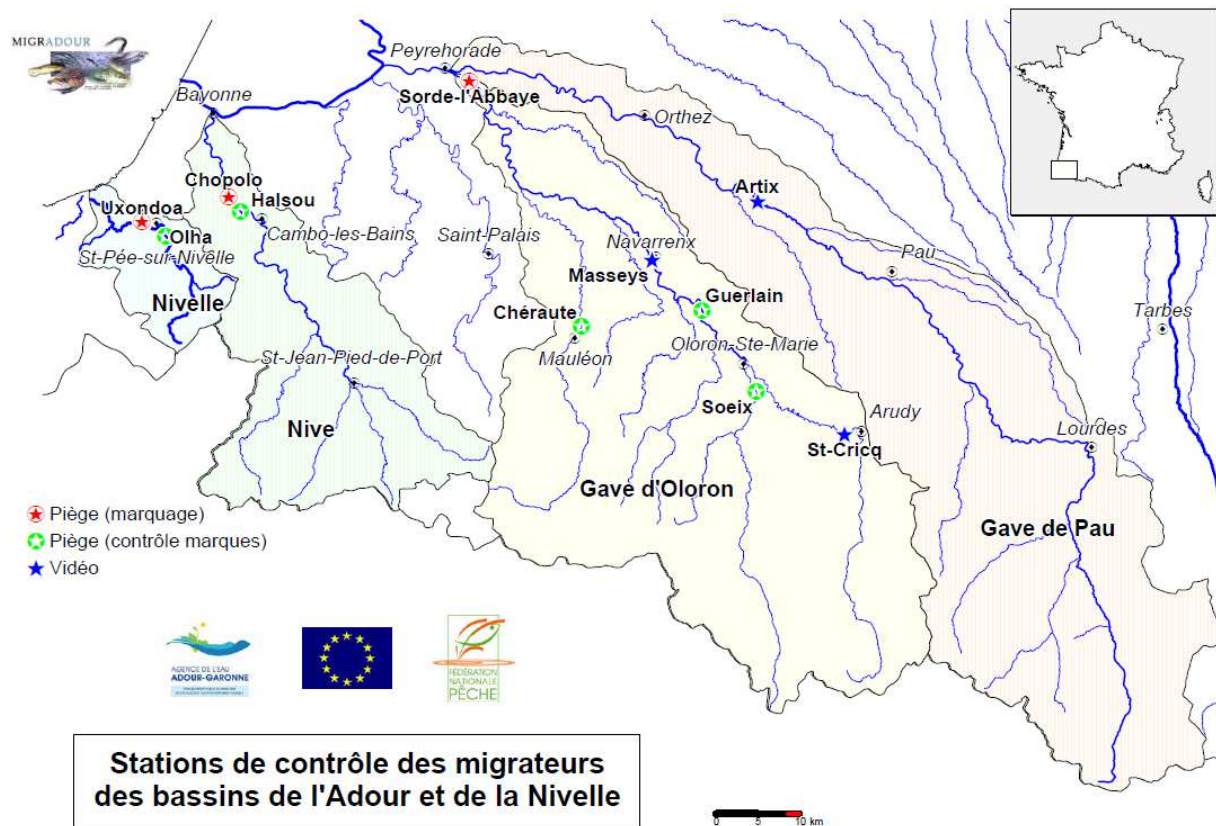 MIGRADOUR
Peyrehorade
Sorde-l'Abbaye
Bayonne
Orthez
Chopolo
Halsou
Artix
Uxondoa
Olha
Cambo-les-Bains
Saint-Palais
Navarrenx
Pau
St-Pée-sur-Nivelle
Masseys
Nivelle
Guerlain
Tarbes
Chéraute
Mauléon
Oloron-Ste-Marie
St-Jean-Pied-de-Port
Soeix
Arudy
Nive
St-Cricq
Lourdes
Gave d'Oloron
Gave de Pau
Piège (marquage)
Piège (contrôle marques)
Vidéo
AGENCE DE L'EAU
ADOUR-GARONNE
FÉDÉRATION
NATIONALE
PÊCHE
Stations de contrôle des migrateurs
des bassins de l'Adour et de la Nivelle
0 5 10 km